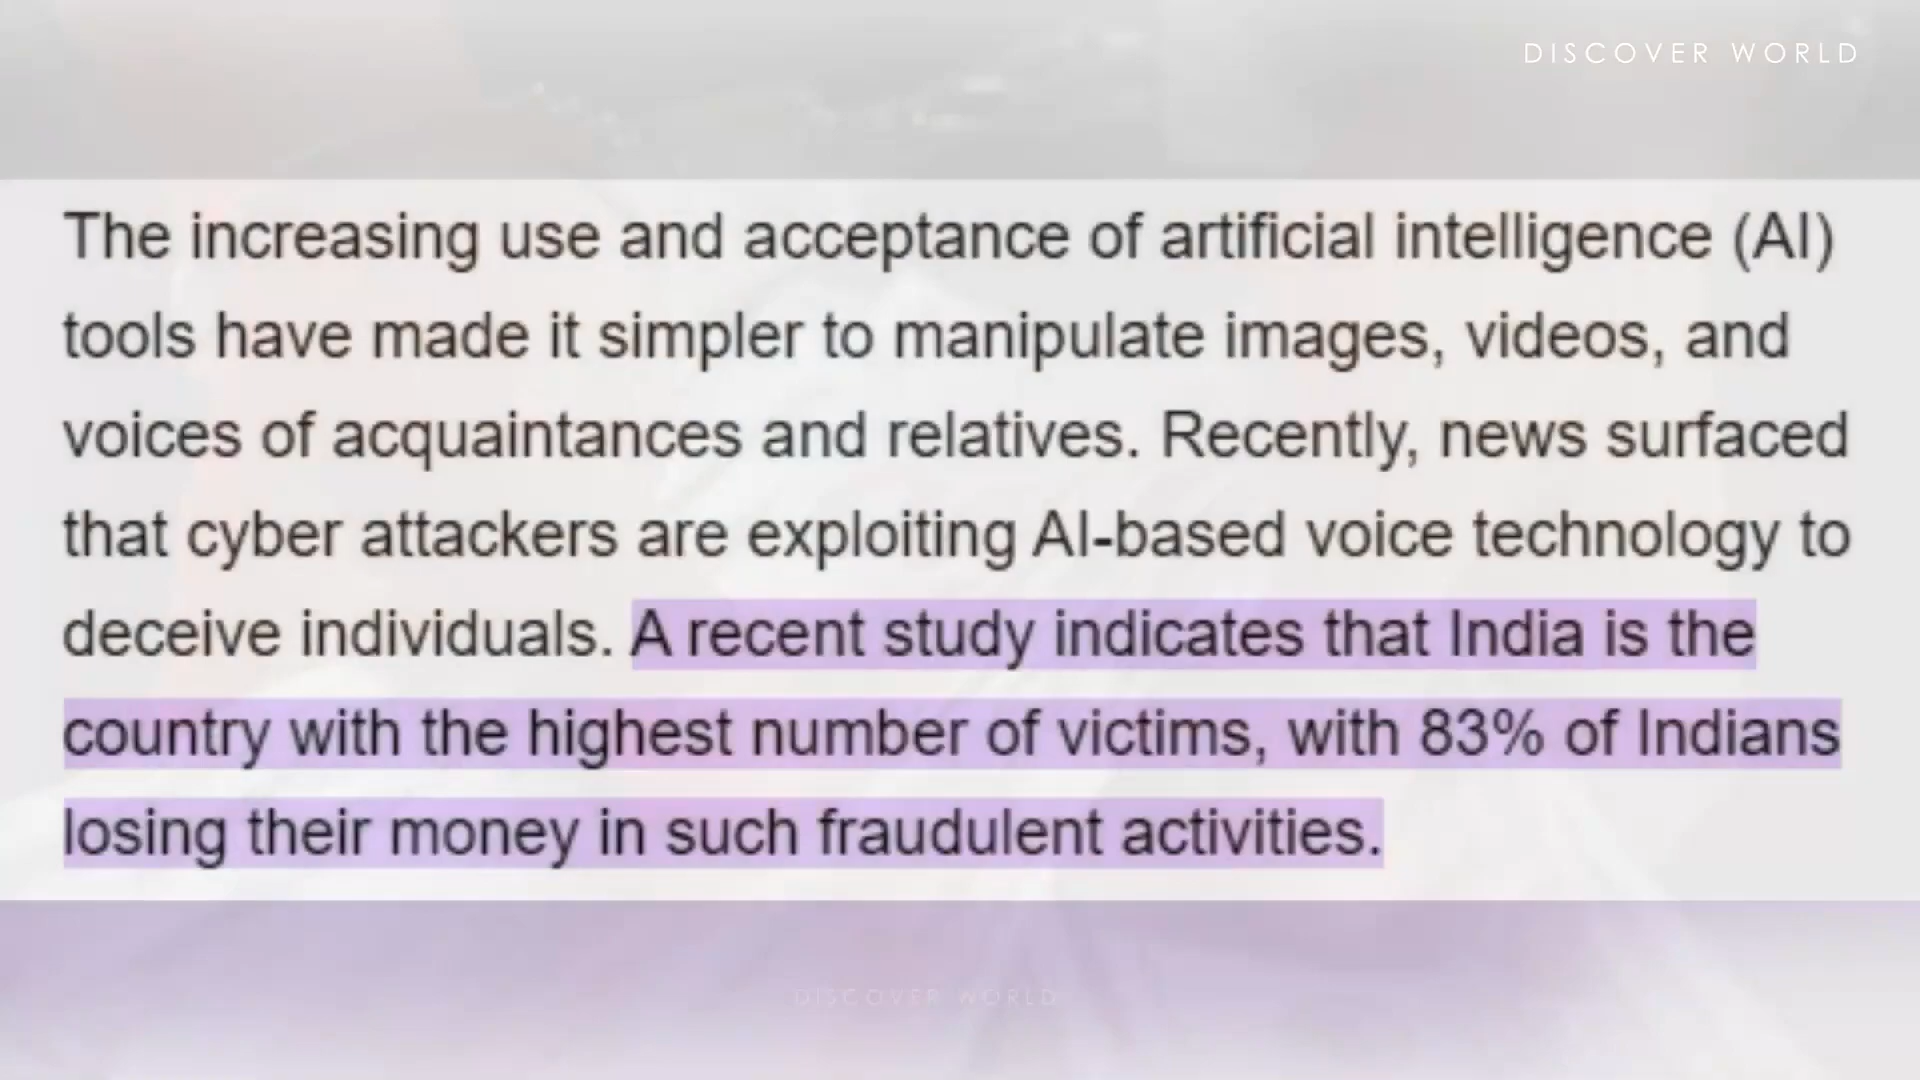 DISCOVER WORLD
The increasing use and acceptance of artificial intelligence (AI)
tools have made it simpler to manipulate images, videos, and
voices of acquaintances and relatives. Recently, news surfaced
that cyber attackers are exploiting AI-based voice technology to
deceive individuals. A recent study indicates that India is the
country with the highest number of victims, with 83% of Indians
losing their money in such fraudulent activities.
DISCOVER WORLD